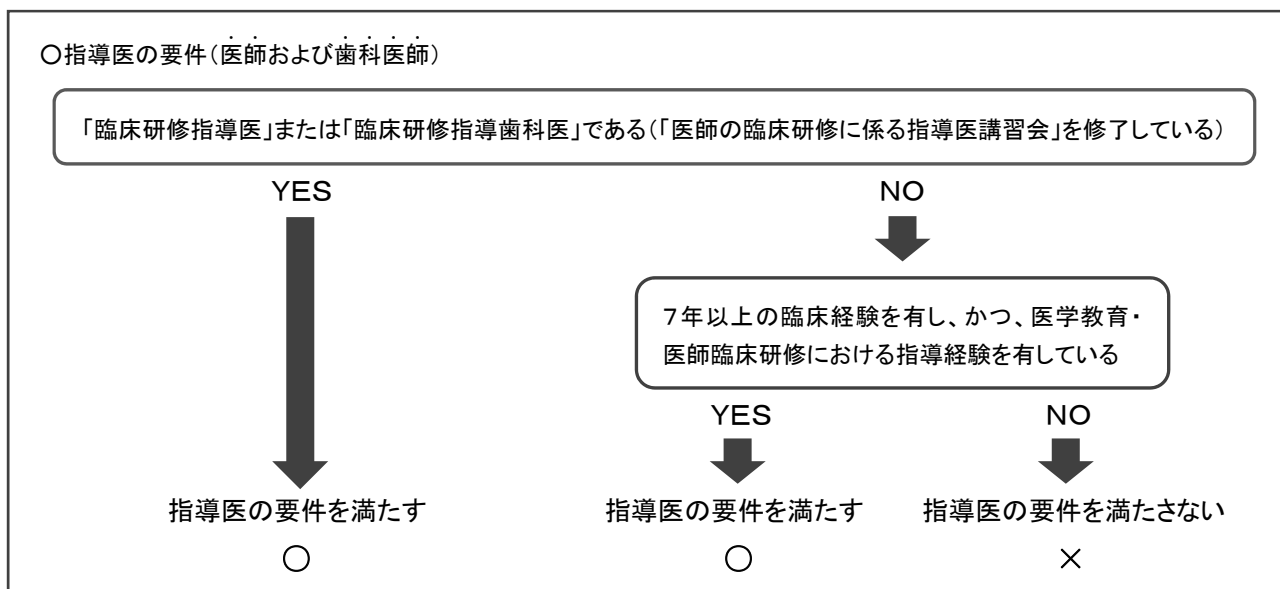 〇指導医の要件（医師および歯科医師）
「臨床研修指導医」または「臨床研修指導歯科医」である（「医師の臨床研修に係る指導医講習会」を修了している）
YES
NO
７年以上の臨床経験を有し、かつ、医学教育・
医師臨床研修における指導経験を有している
YES
NO
指導医の要件を満たす
指導医の要件を満たす
指導医の要件を満たさない
〇
〇
×